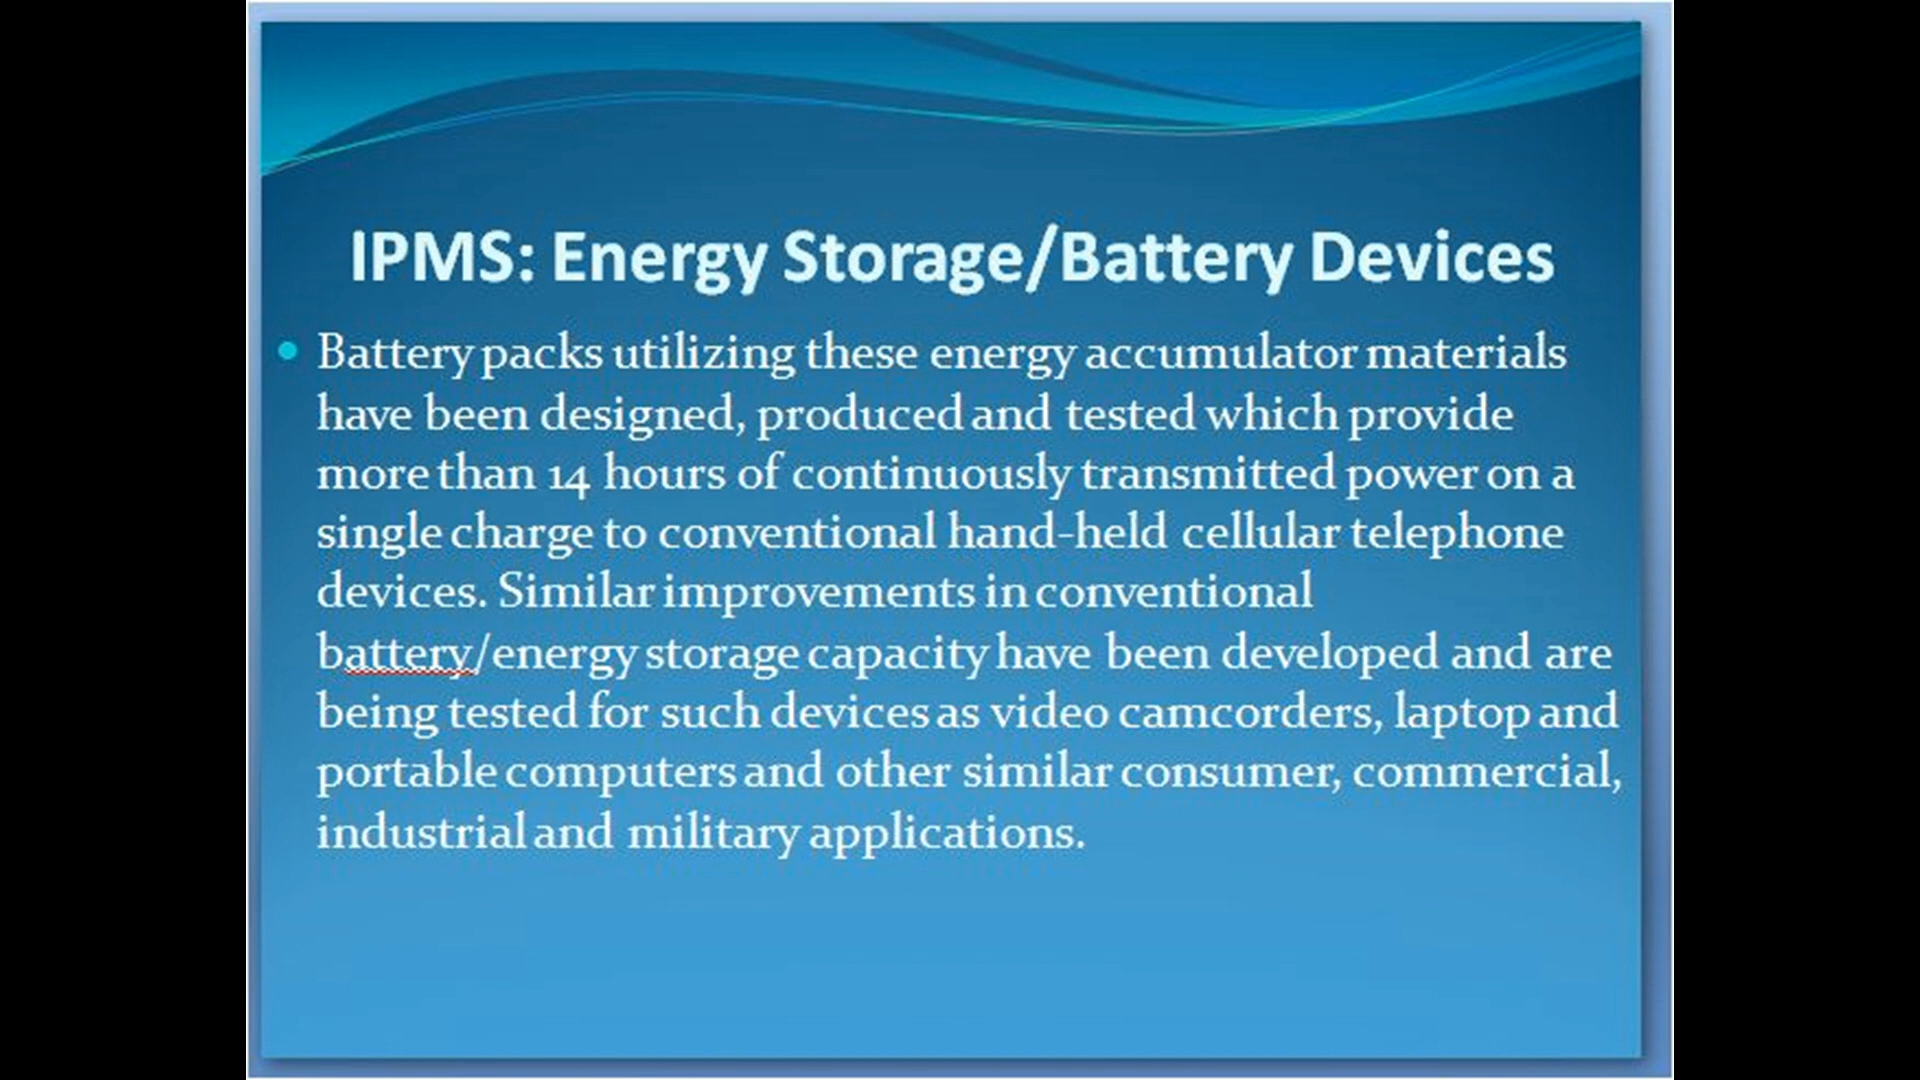 IPMS: Energy Storage/Battery Devices
Battery packs utilizing these energy accumulator materials
have been designed, produced and tested which provide
more than 14 hours of continuously transmitted power on a
single charge to conventional hand-held cellular telephone
devices. Similar improvements in conventional
battery/energy storage capacity have been developed and are
being tested for such devices as video camcorders, laptop and
portable computers and other similar consumer, commercial,
industrial and military applications.